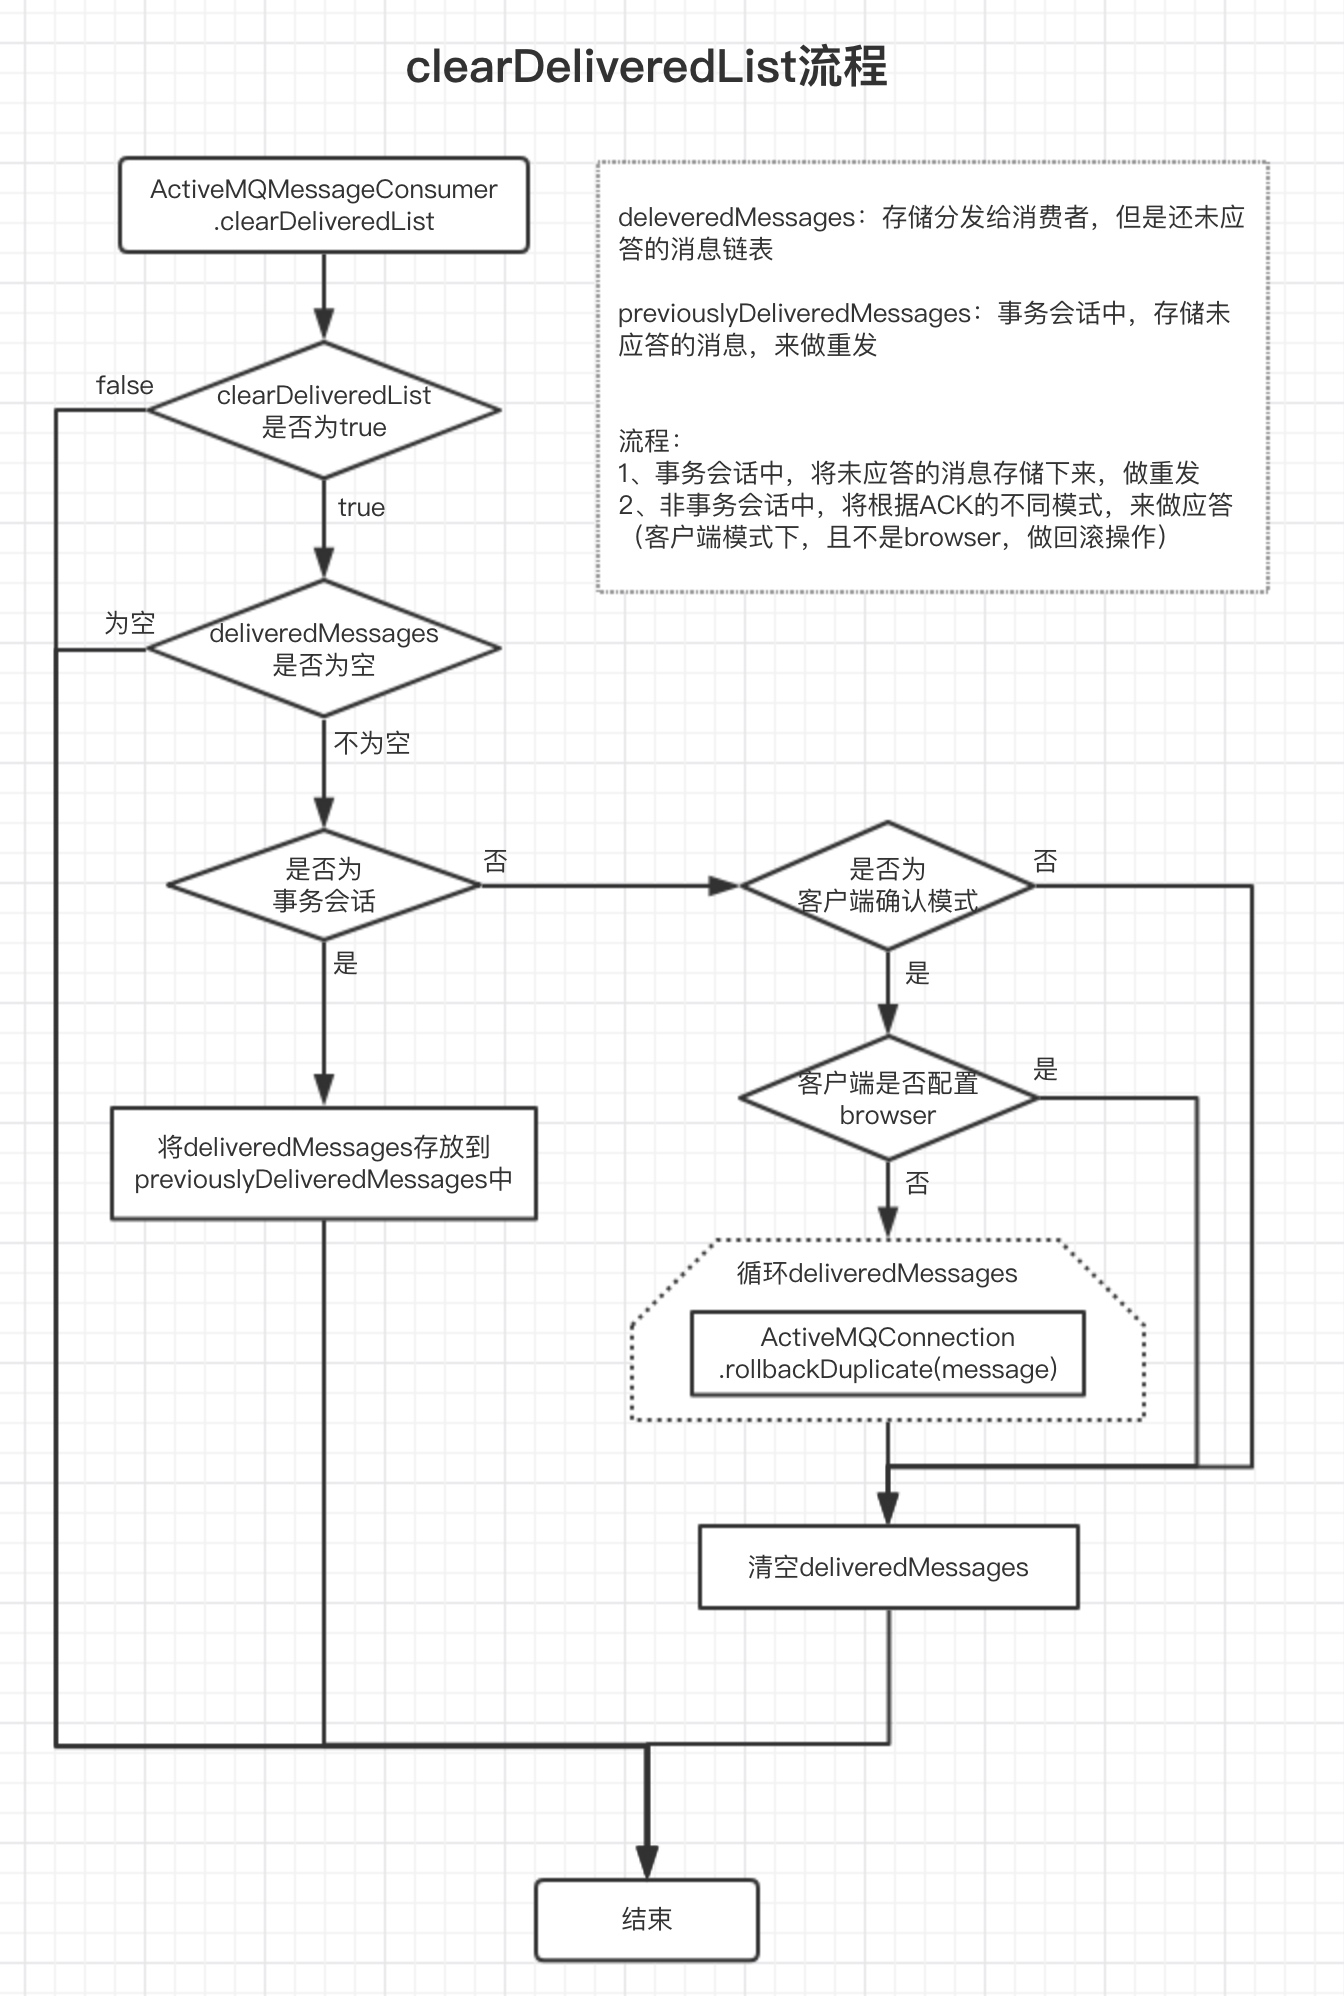 clearDeliveredList流程
ActiveMQMessageConsumer
.clearDeliveredList
deleveredMessages：存储分发给消费者，但是还未应
答的消息链表
previouslyDeliveredMessages：事务会话中，存储未
应答的消息，来做重发
流程：
1、事务会话中，将未应答的消息存储下来，做重发
2、非事务会话中，将根据ACK的不同模式，来做应答
（客户端模式下，且不是browser，做回滚操作）
false
clearDeliveredList
是否为true
true
为空
deliveredMessages
是否为空
不为空
是否为
事务会话
否
是否为
客户端确认模式
否
是
是
客户端是否配置
browser
是
否
将deliveredMessages存放到
previouslyDeliveredMessages中
循环deliveredMessages
ActiveMQConnection
.rollbackDuplicate(message)
清空deliveredMessages
结束